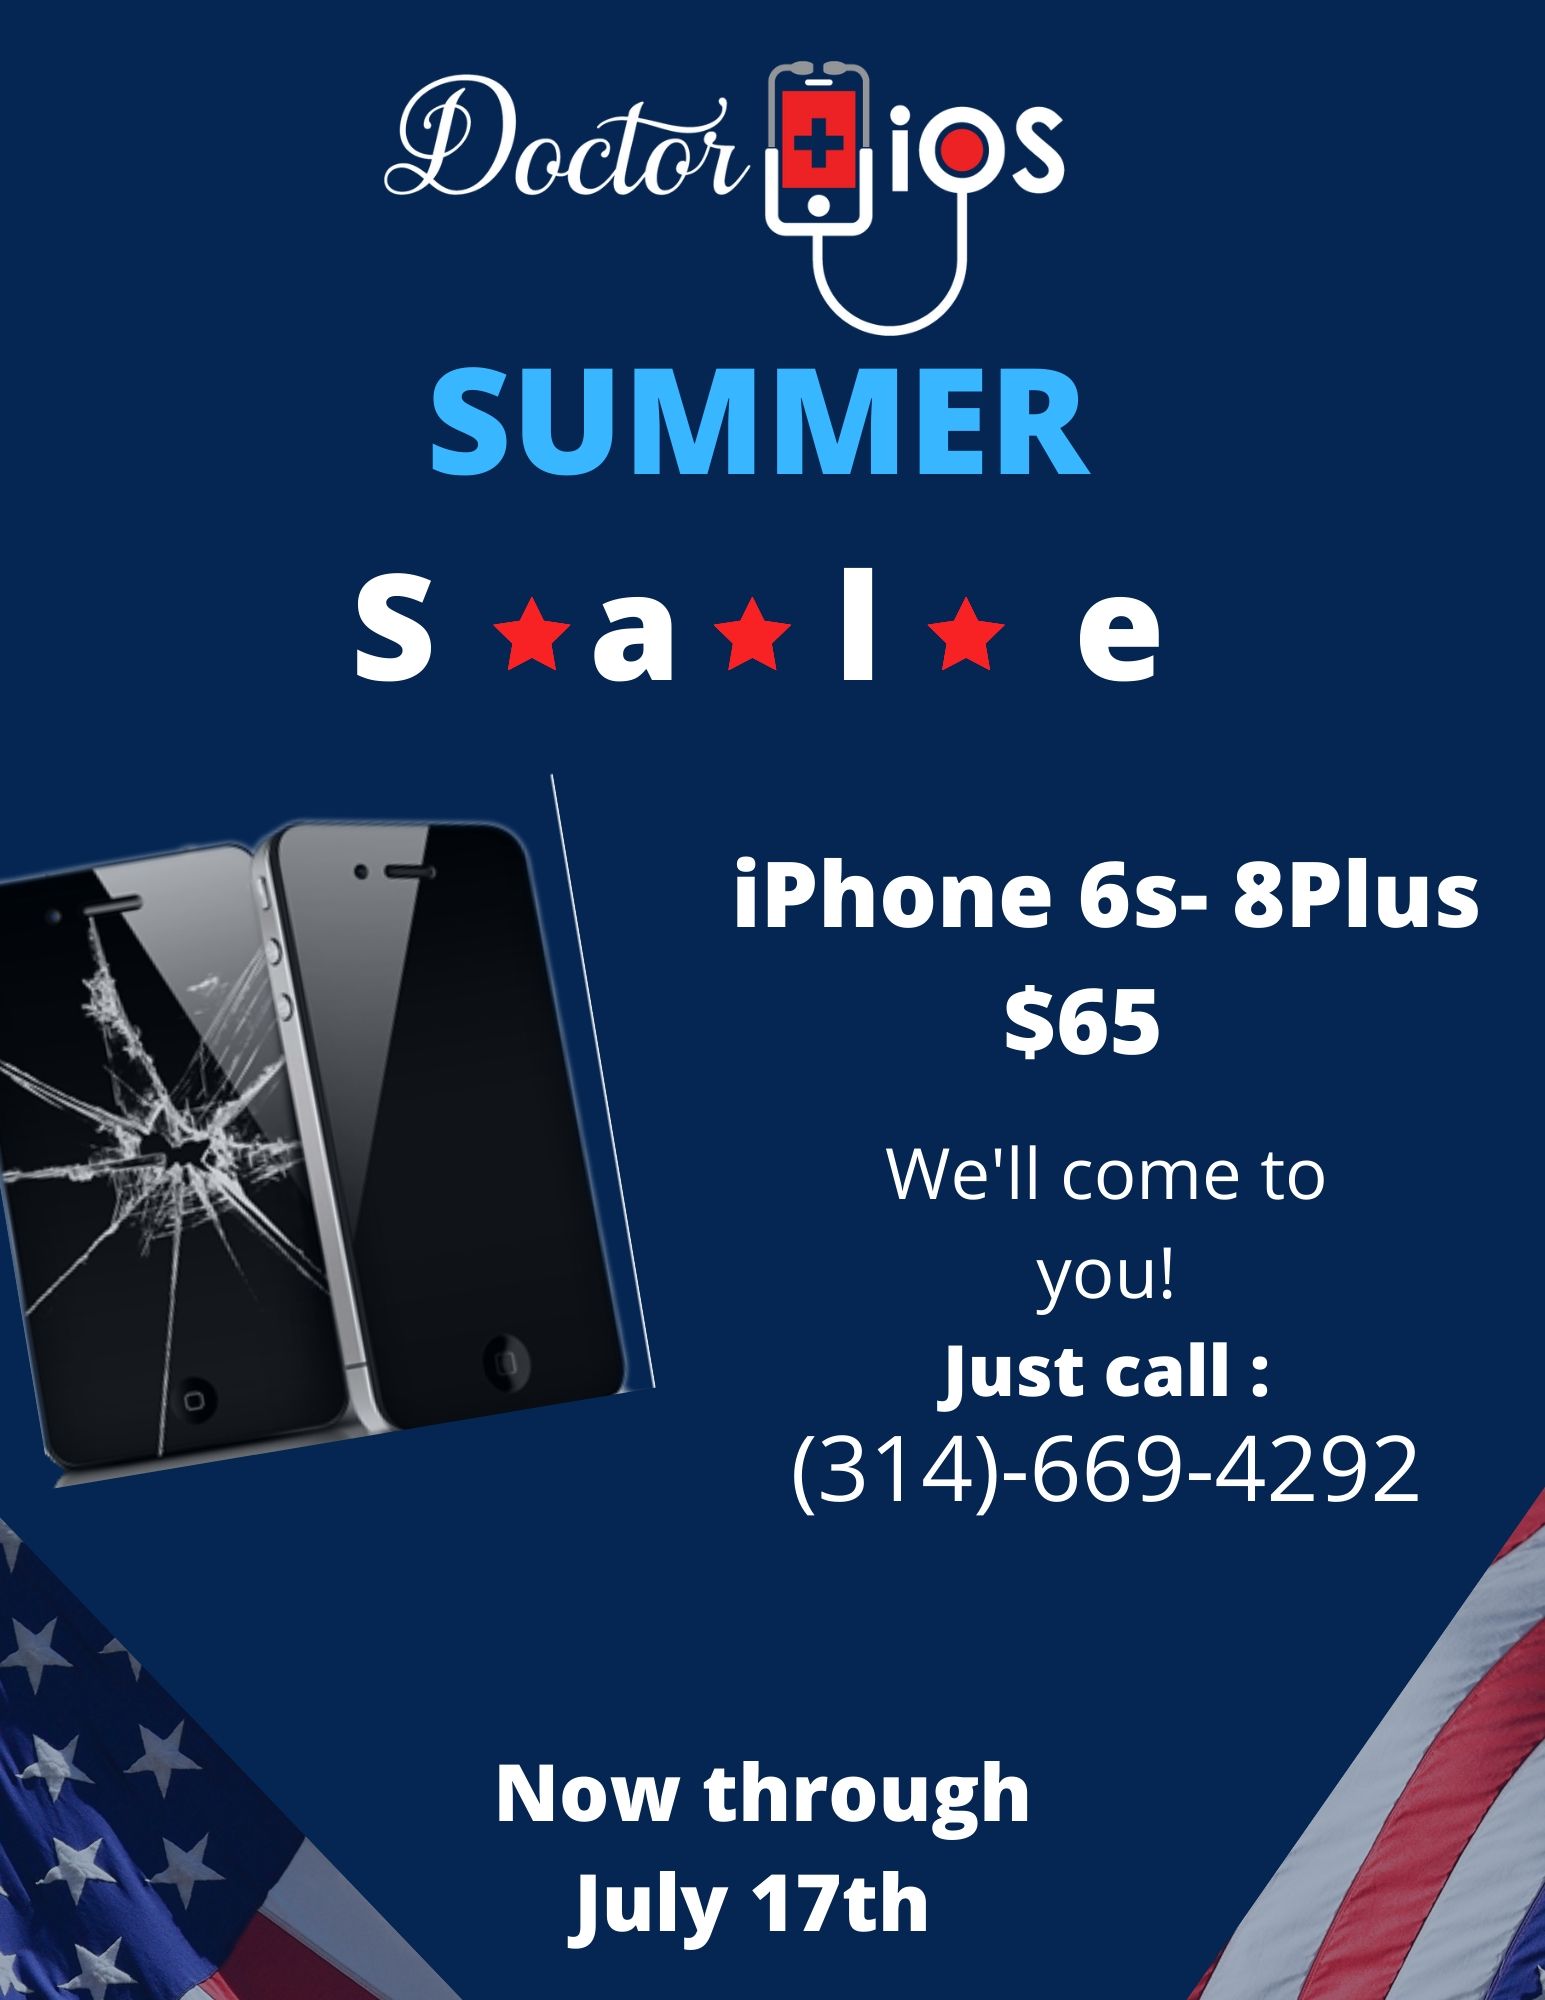 Doctor iOS
SUMMER
S a l e
iPhone 6s- 8Plus
$65
We'll come to
you!
Just call :
(314)-669-4292
Now through
July 17th